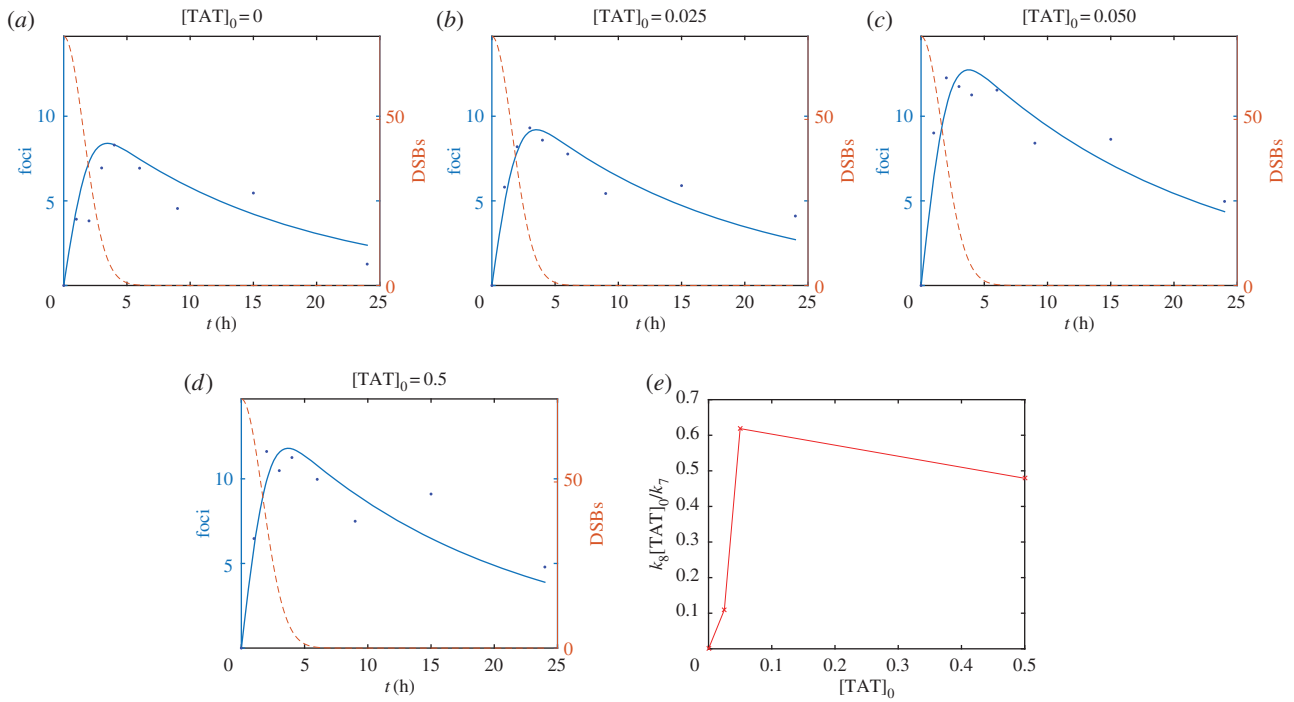 (a) [TAT]0 = 0
foci
10
5
0
5
10
15
20
25
t (h)
50
0
DSBs
(b) [TAT]0 = 0.025
foci
10
5
0
5
10
15
20
25
t (h)
50
0
DSBs
(c) [TAT]0 = 0.050
foci
10
5
0
5
10
15
20
25
t (h)
50
0
DSBs
(d) [TAT]0 = 0.5
foci
10
5
0
5
10
15
20
25
t (h)
50
0
DSBs
(e)
k8[TAT]0/k7
0.7
0.6
0.5
0.4
0.3
0.2
0.1
0
0.1
0.2
0.3
0.4
0.5
[TAT]0